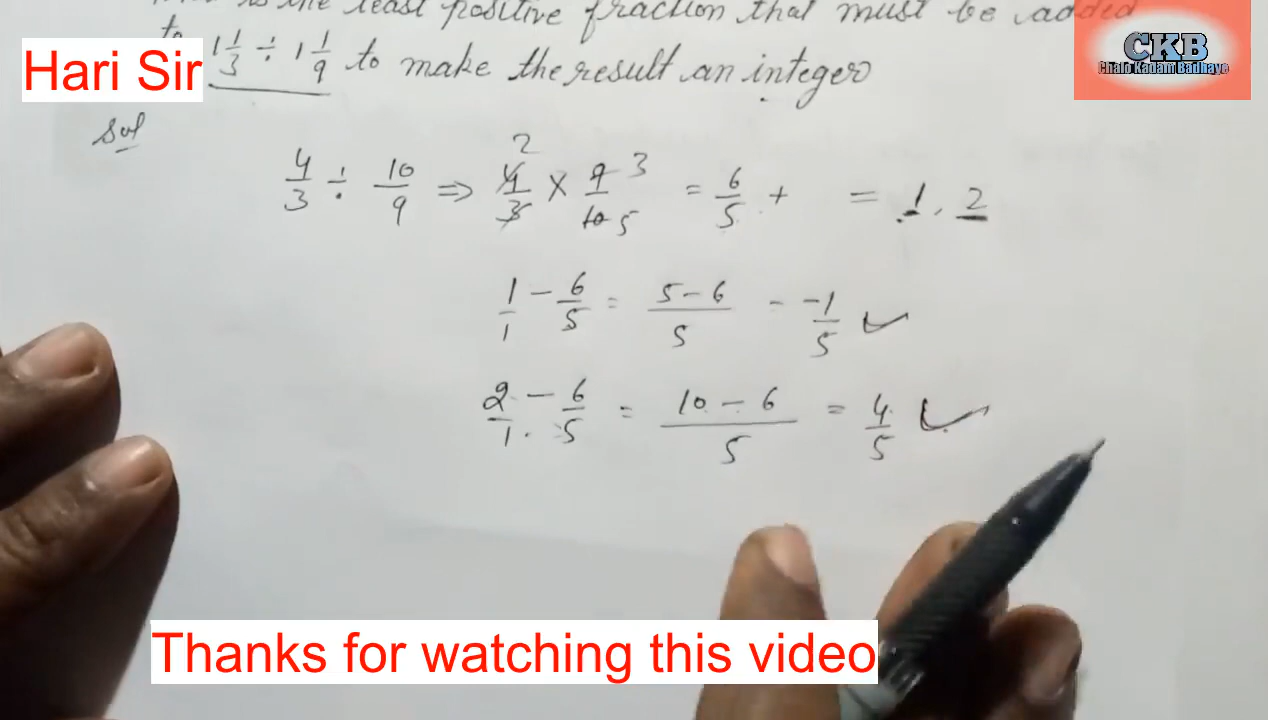 is the least positive fraction that must be added
to 1 1/3 ÷ 1 1/9 to make the result an integer
Hari Sir
CKB
Chalo Kadam Badhaye
Sol
4/3 ÷ 10/9 ⇒ 4/3 × 9/10 = 6/5 + = 1, 2
2 3 5
1/1 - 6/5 = 5-6/5 = -1/5 ✓
2/1 - 6/5 = 10-6/5 = 4/5 ✓
Thanks for watching this video